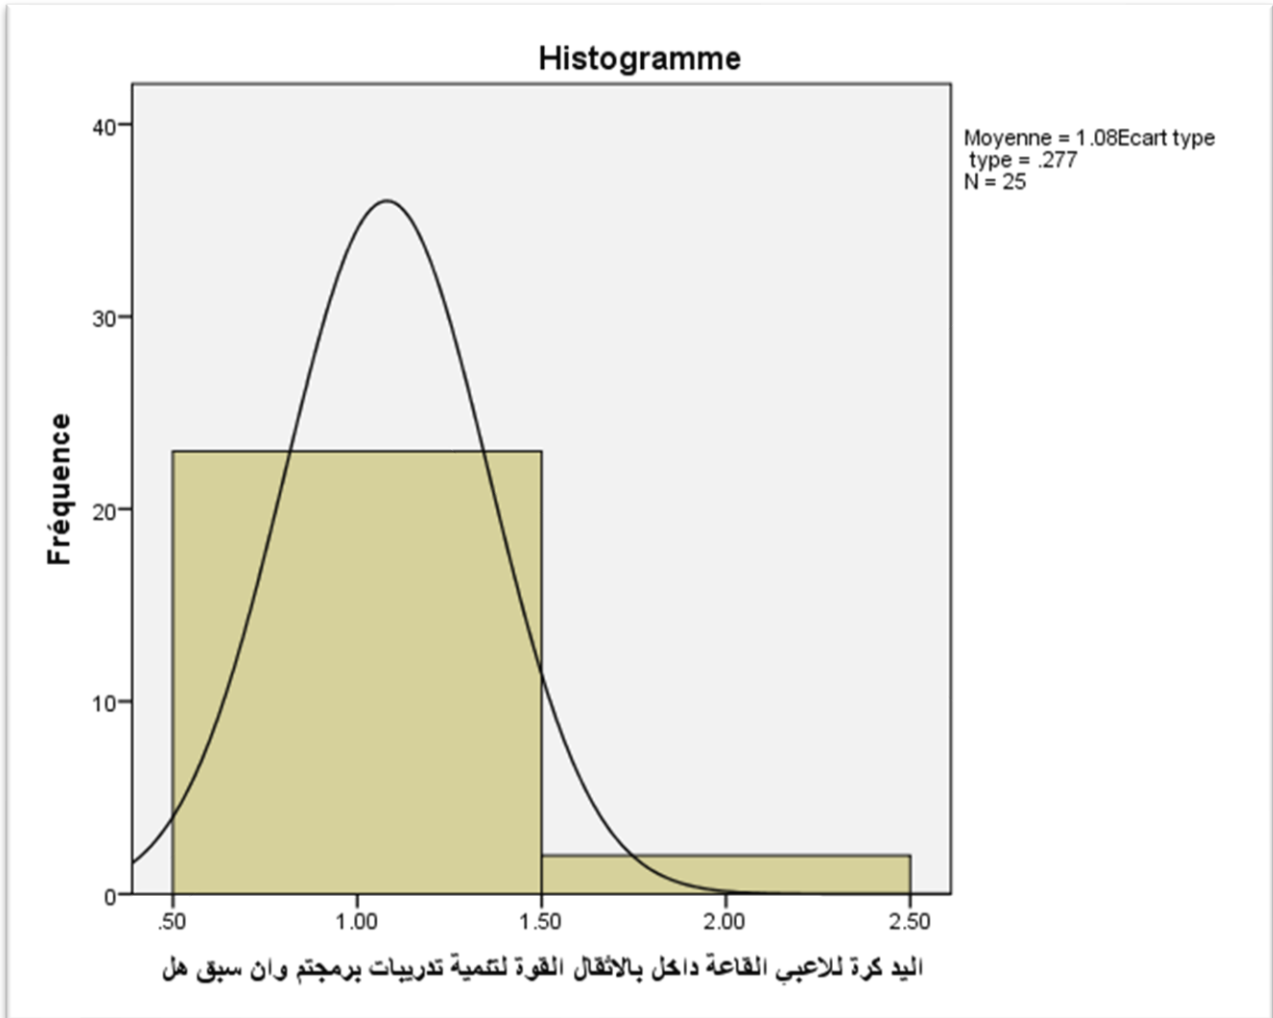 Histogramme
40
30
20
10
0
Fréquence
.50 1.00 1.50 2.00 2.50
اليد كرة للاعبي القاعة داخل بالاثقال القوة لتنمية تدريبات برمجتم وان سبق هل
Moyenne = 1.08Ecart type
type = .277
N = 25